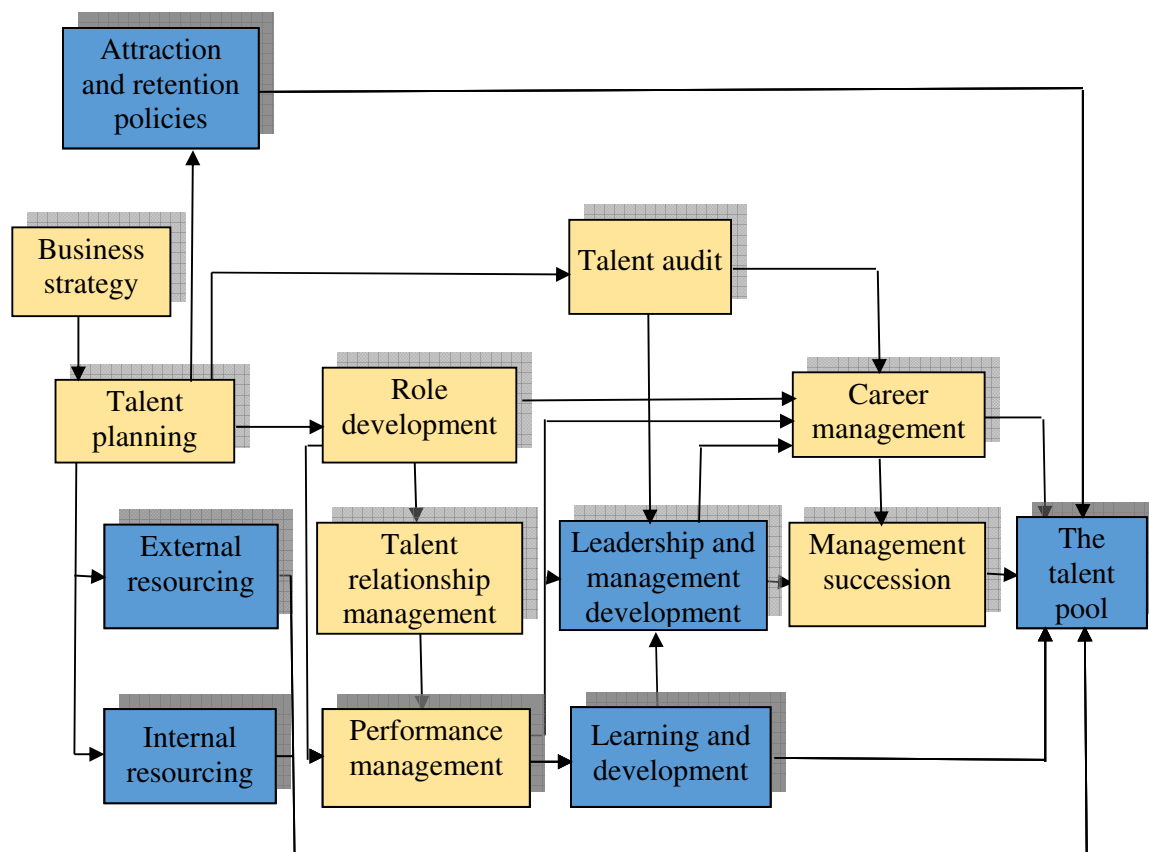 Attraction
and retention
policies
Business
strategy
Talent audit
Talent
planning
Role
development
Career
management
External
resourcing
Talent
relationship
management
Leadership and
management
development
Management
succession
The
talent
pool
Internal
resourcing
Performance
management
Learning and
development